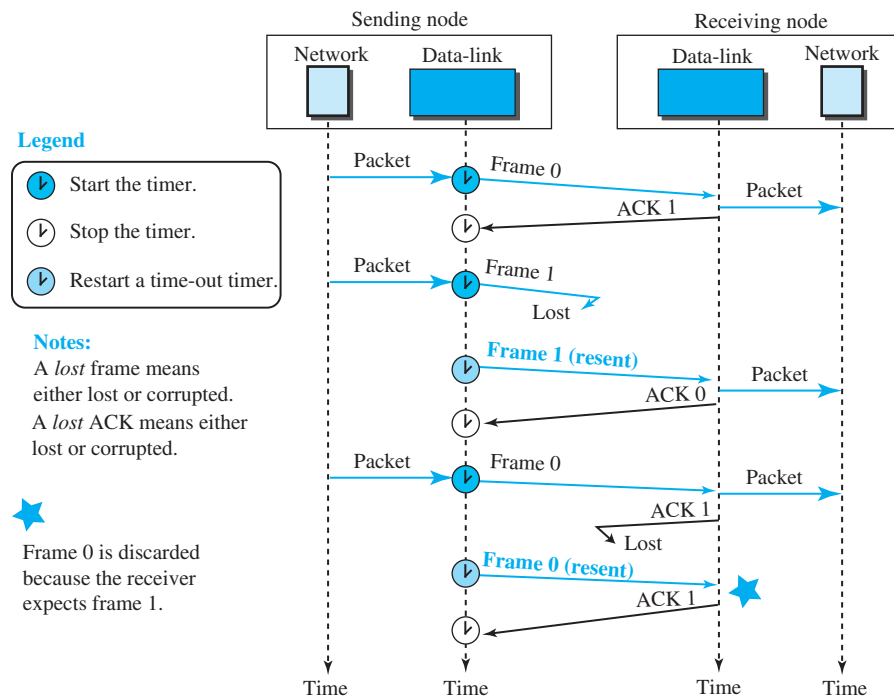 Sending node
Receiving node
Network
Data-link
Data-link
Network
Legend
Start the timer.
Stop the timer.
Restart a time-out timer.
Notes:
A lost frame means
either lost or corrupted.
A lost ACK means either
lost or corrupted.
Frame 0 is discarded
because the receiver
expects frame 1.
Packet
Frame 0
Packet
ACK 1
Packet
Frame 1
Lost
Frame 1 (resent)
Packet
ACK 0
Packet
Frame 0
Packet
ACK 1
Lost
Frame 0 (resent)
ACK 1
Time
Time
Time
Time